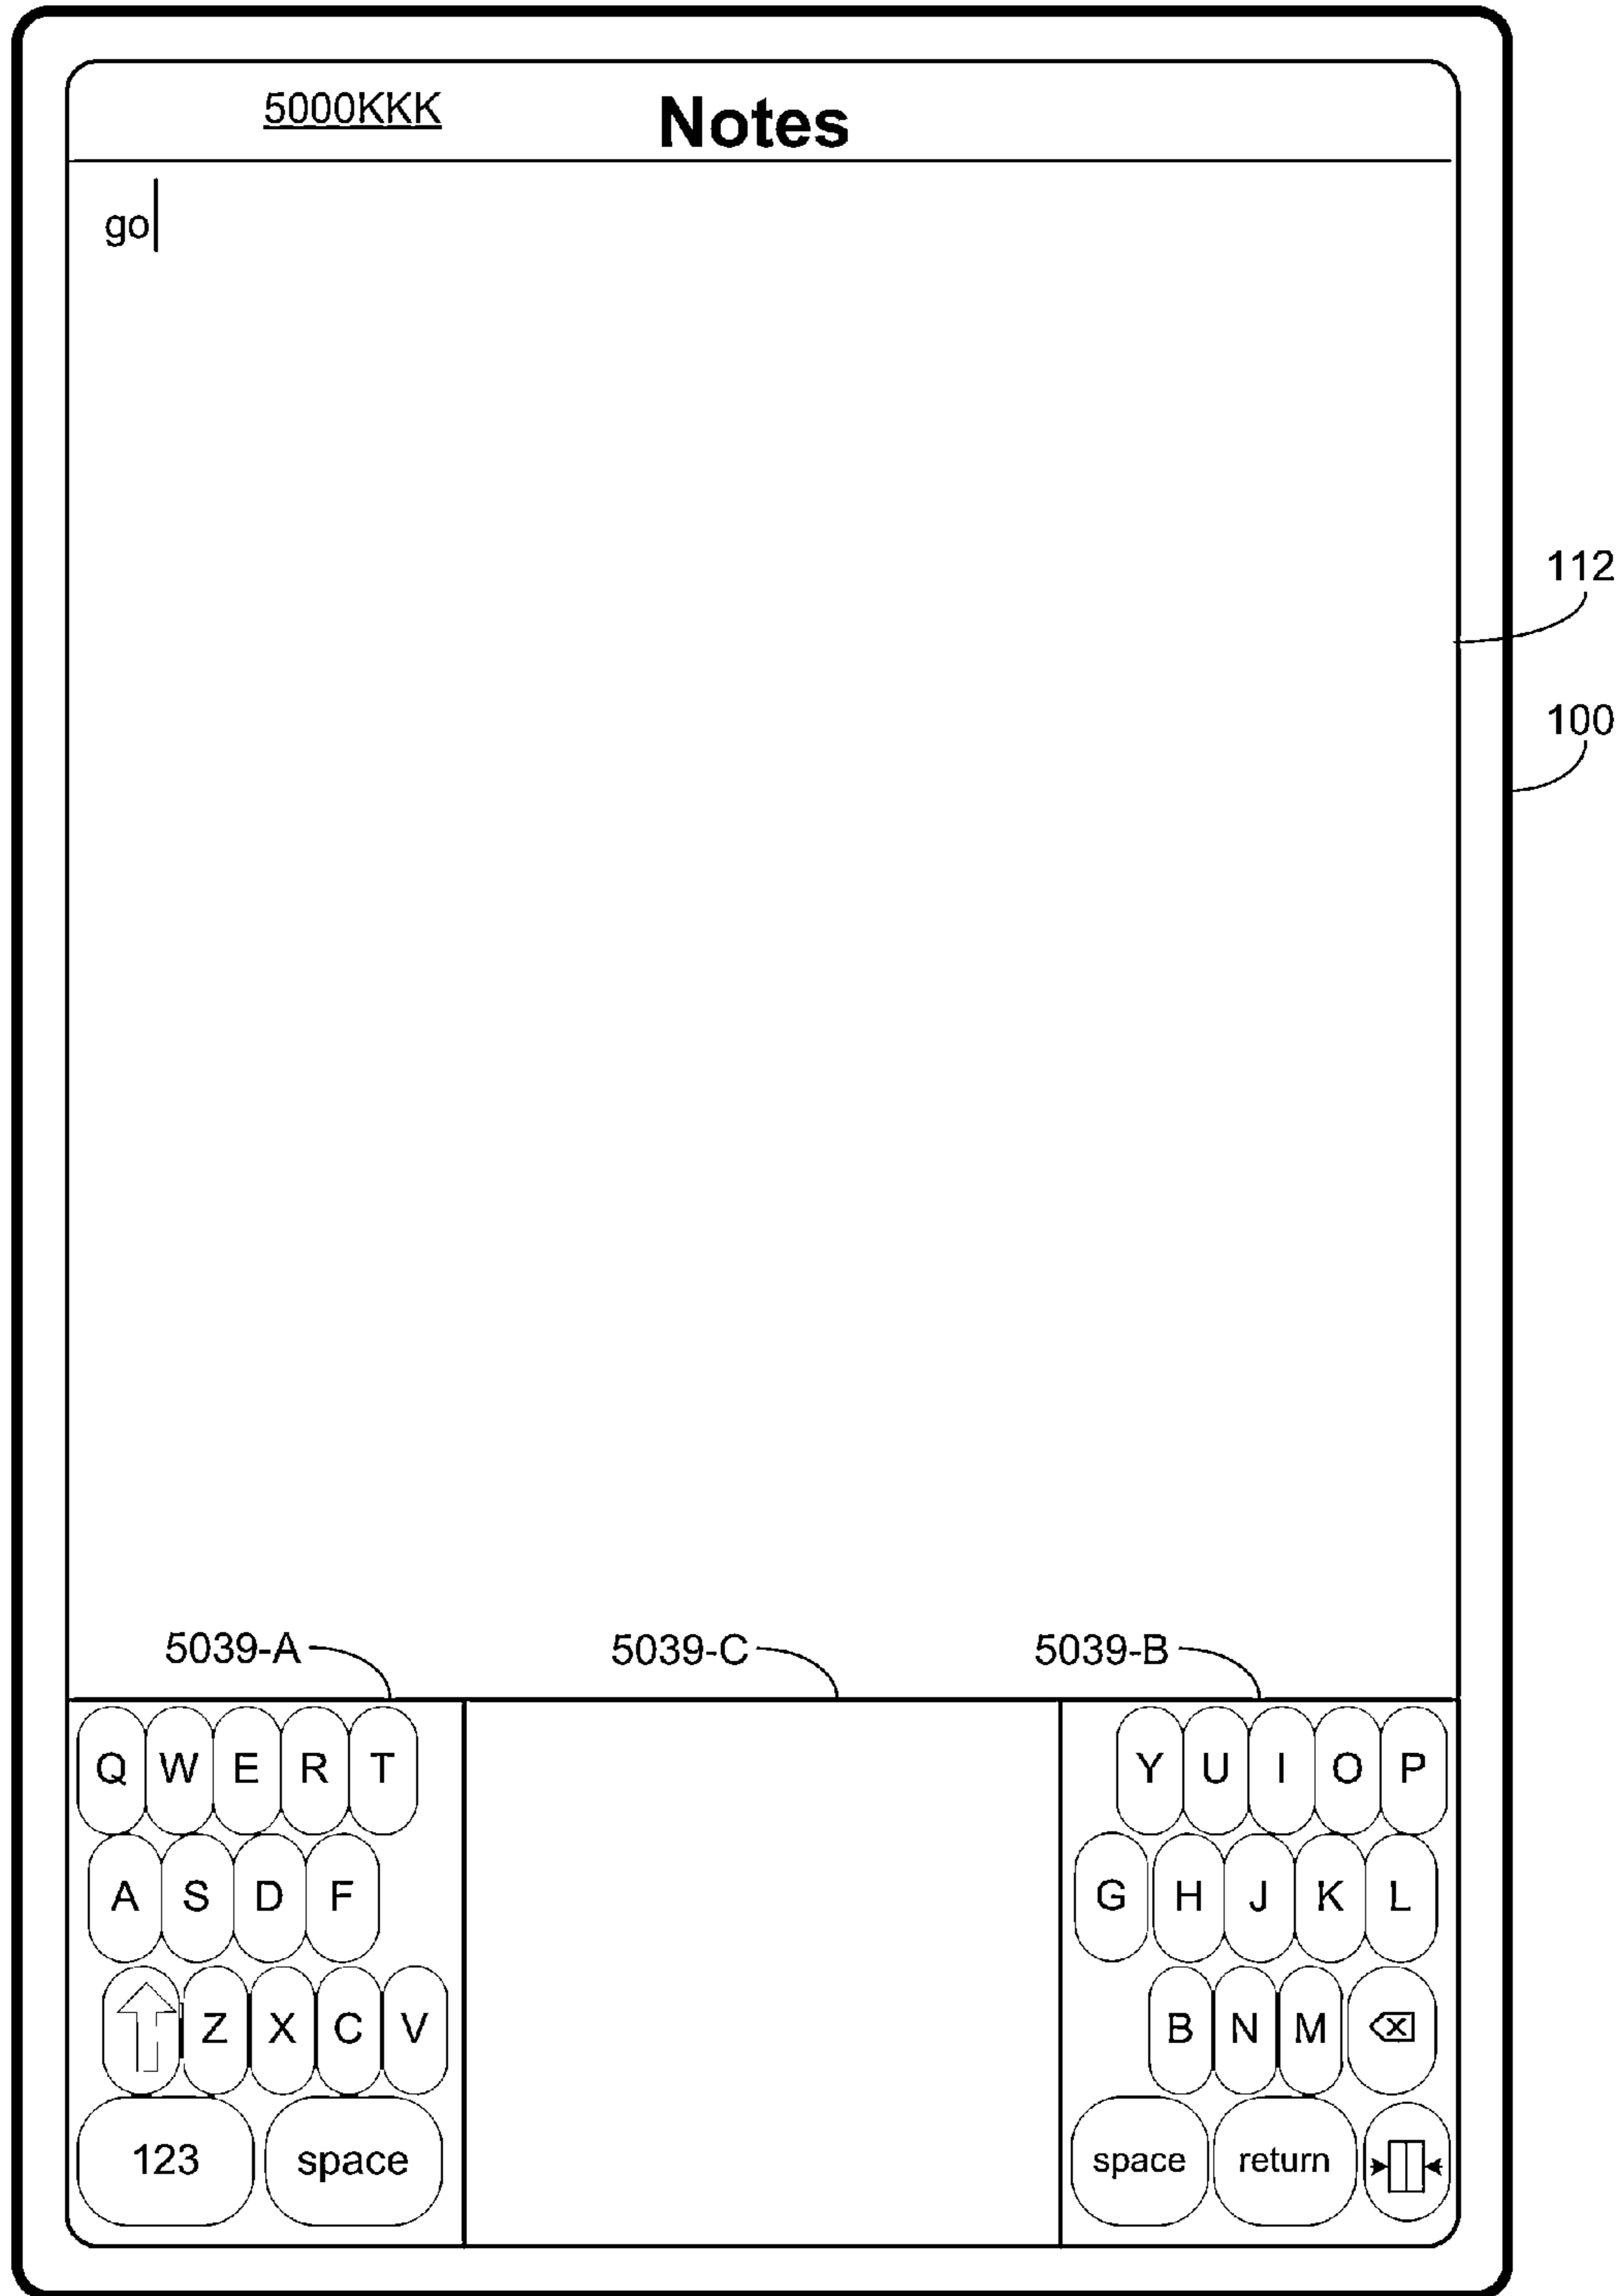 5000KKK Notes
go
112
100
5039-A 5039-C 5039-B
Q W E R T Y U I O P
A S D F G H J K L
Z X C V B N M
123 space space return